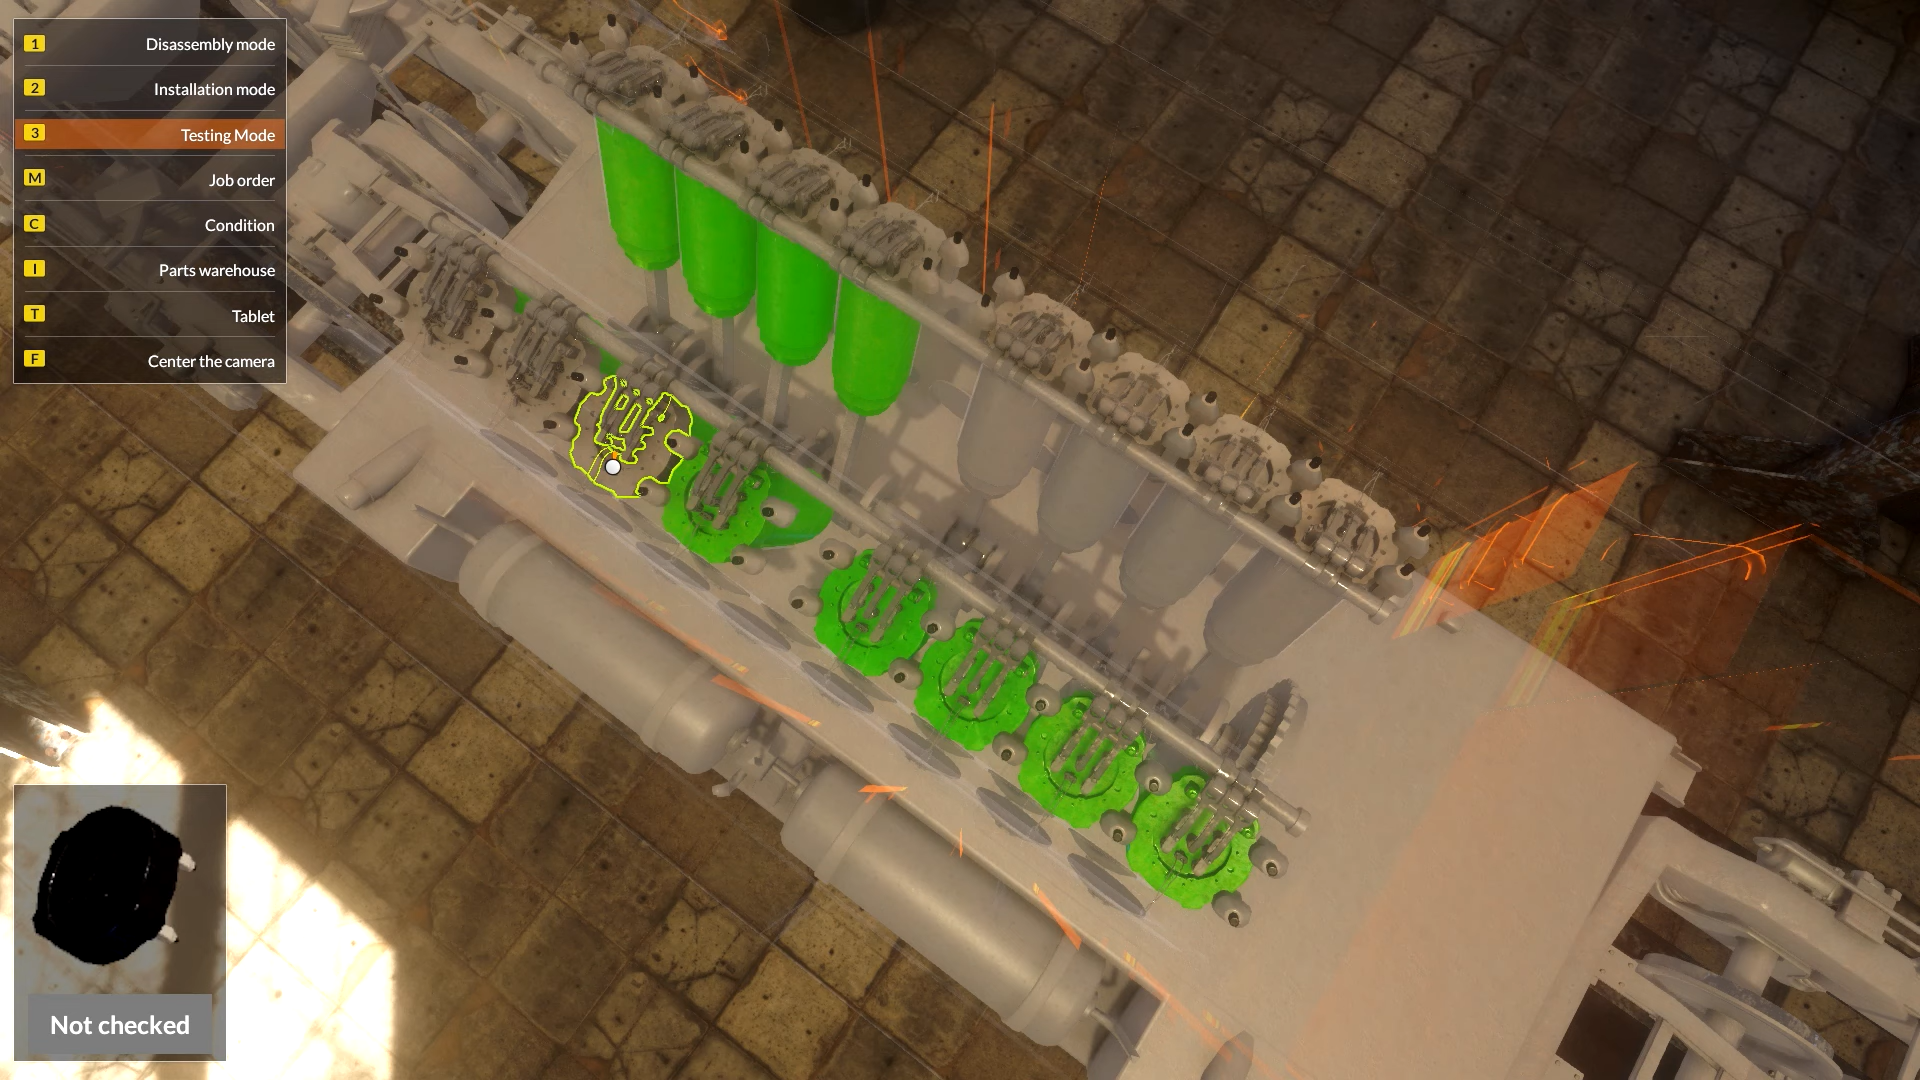 1 Disassembly mode
2 Installation mode
3 Testing Mode
M Job order
C Condition
I Parts warehouse
T Tablet
F Center the camera
Not checked